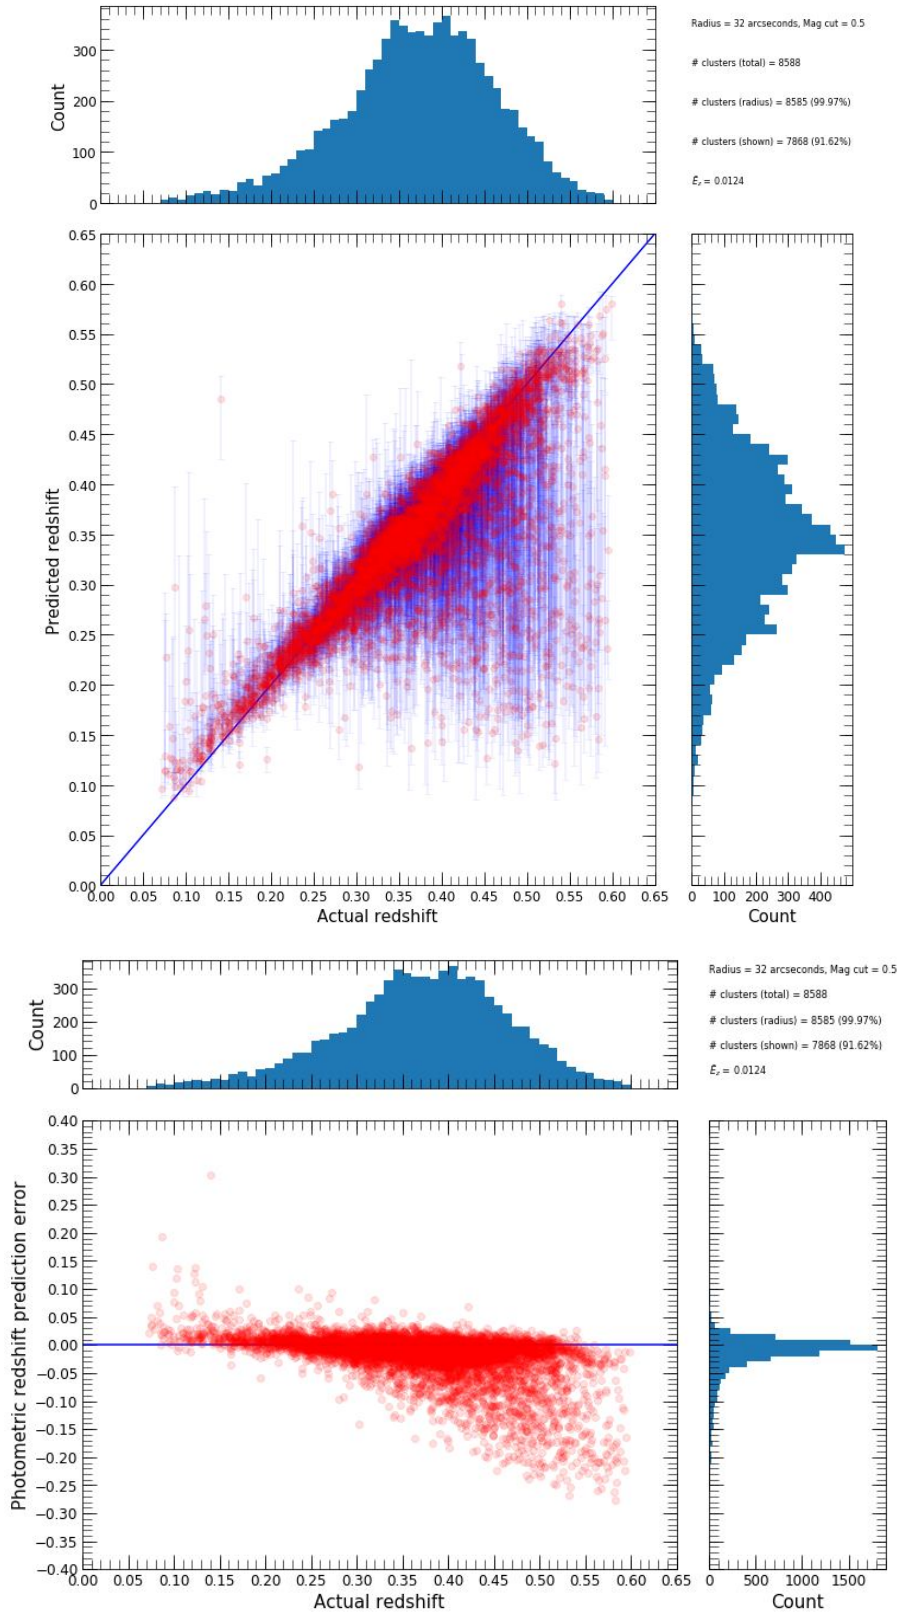 Count
300
200
100
0
Radius = 32 arcseconds, Mag cut = 0.5
# clusters (total) = 8588
# clusters (radius) = 8585 (99.97%)
# clusters (shown) = 7868 (91.62%)
Ē_z = 0.0124
Predicted redshift
0.65
0.60
0.55
0.50
0.45
0.40
0.35
0.30
0.25
0.20
0.15
0.10
0.05
0.00
0.00 0.05 0.10 0.15 0.20 0.25 0.30 0.35 0.40 0.45 0.50 0.55 0.60 0.65
Actual redshift
0 100 200 300 400
Count
Count
300
200
100
0
Radius = 32 arcseconds, Mag cut = 0.5
# clusters (total) = 8588
# clusters (radius) = 8585 (99.97%)
# clusters (shown) = 7868 (91.62%)
Ē_z = 0.0124
Photometric redshift prediction error
0.40
0.35
0.30
0.25
0.20
0.15
0.10
0.05
0.00
−0.05
−0.10
−0.15
−0.20
−0.25
−0.30
−0.35
−0.40
0.00 0.05 0.10 0.15 0.20 0.25 0.30 0.35 0.40 0.45 0.50 0.55 0.60 0.65
Actual redshift
0 500 1000 1500
Count